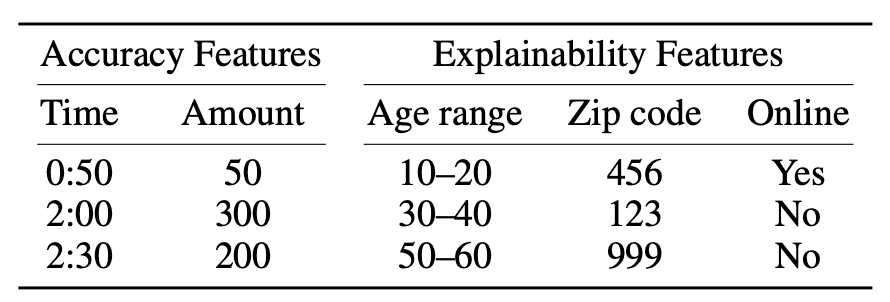 Accuracy Features Explainability Features
Time Amount Age range Zip code Online
0:50 50 10–20 456 Yes
2:00 300 30–40 123 No
2:30 200 50–60 999 No